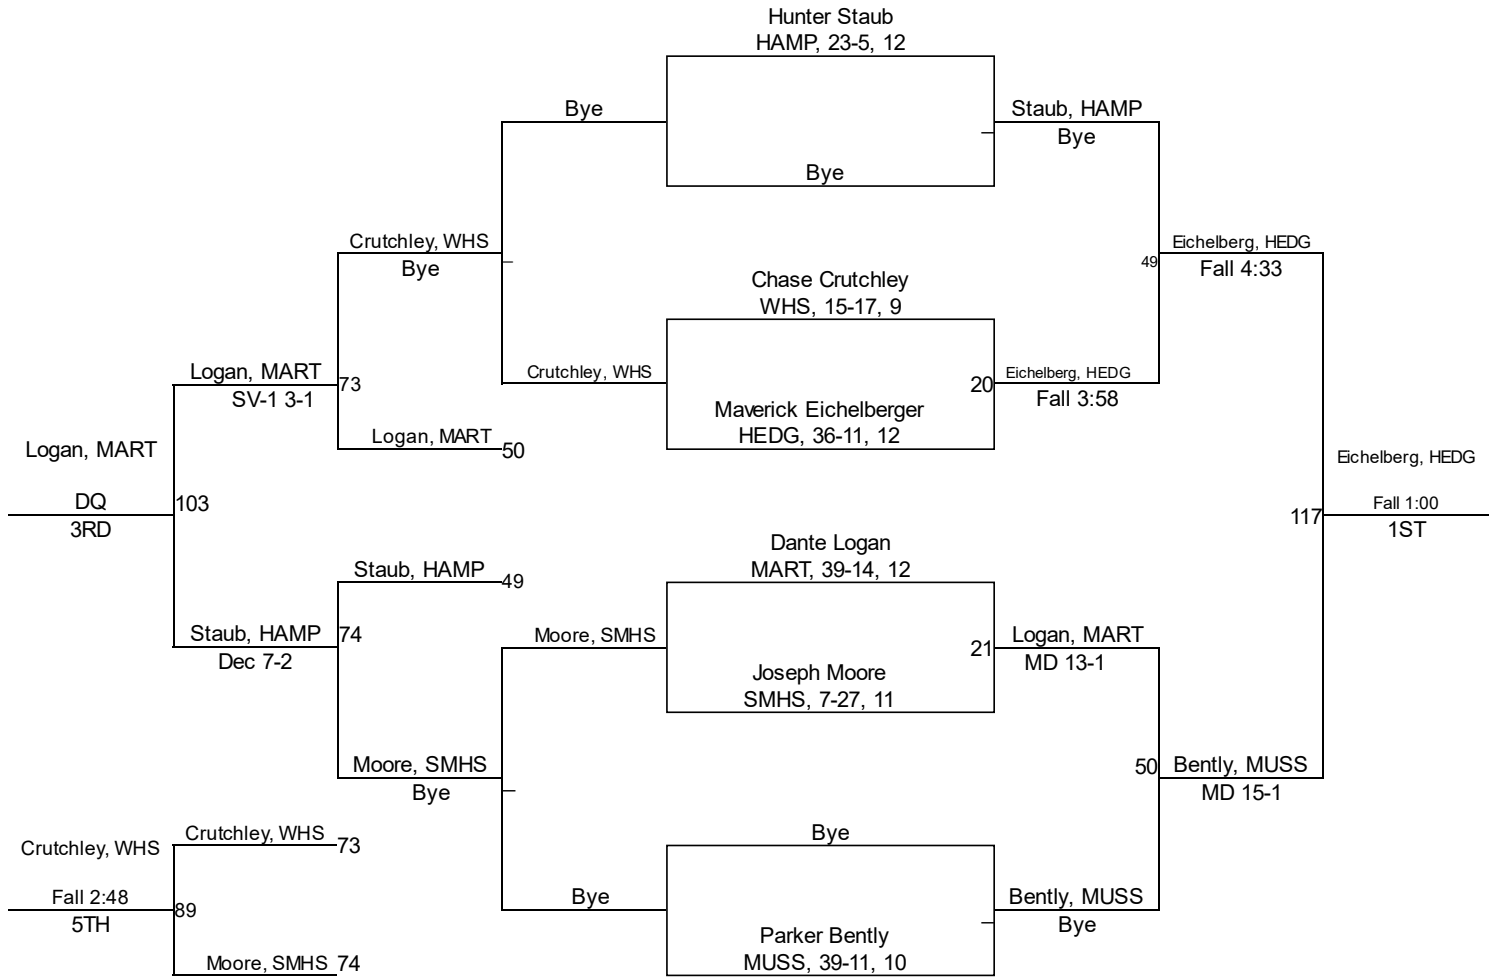 Hunter Staub
HAMP, 23-5, 12
Bye
Staub, HAMP
Bye
Bye
Crutchley, WHS
Bye
Eichelberg, HEDG
49
Fall 4:33
Chase Crutchley
WHS, 15-17, 9
Logan, MART
73
SV-1 3-1
Crutchley, WHS
20
Eichelberg, HEDG
Fall 3:58
Maverick Eichelberger
HEDG, 36-11, 12
Logan, MART
50
Logan, MART
Eichelberg, HEDG
DQ
103
3RD
117
Fall 1:00
1ST
Dante Logan
MART, 39-14, 12
Staub, HAMP
49
Staub, HAMP
74
Dec 7-2
Moore, SMHS
21
Logan, MART
MD 13-1
Joseph Moore
SMHS, 7-27, 11
Moore, SMHS
Bye
50
Bently, MUSS
MD 15-1
Crutchley, WHS
73
Crutchley, WHS
Bye
Fall 2:48
89
5TH
Bye
Bently, MUSS
Bye
Parker Bently
MUSS, 39-11, 10
Moore, SMHS
74